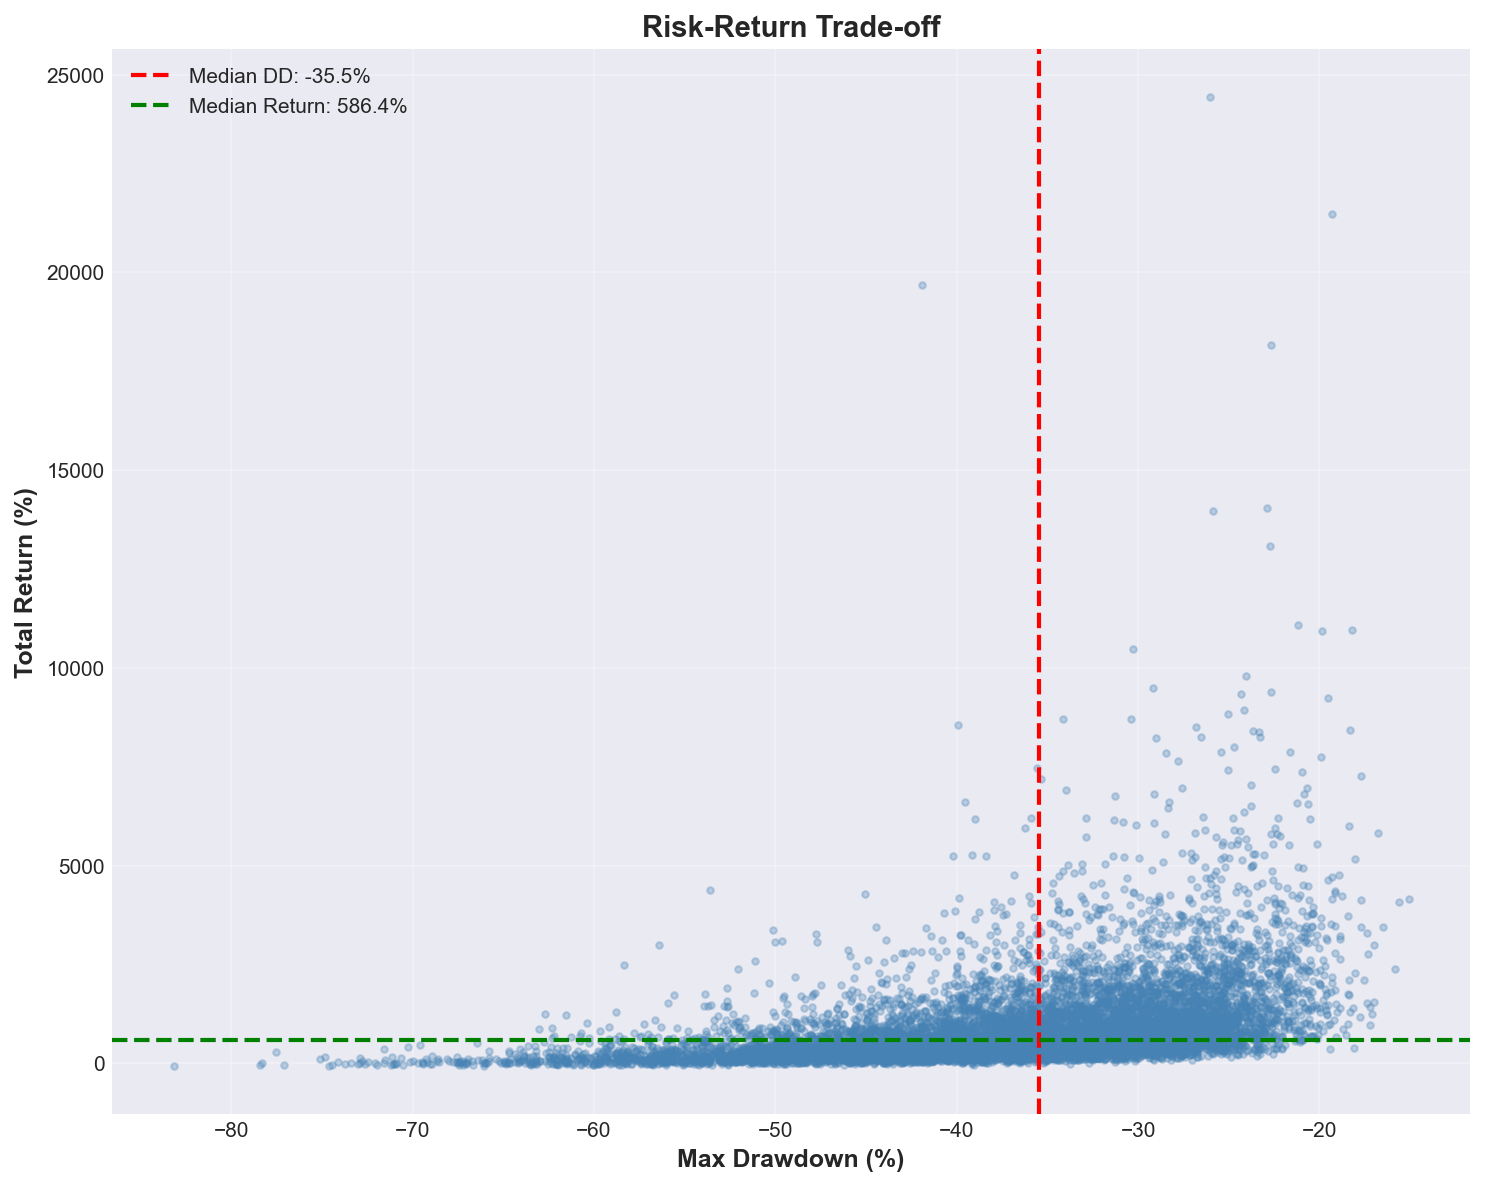 Risk-Return Trade-off
Median DD: -35.5%
Median Return: 586.4%
25000
20000
15000
10000
5000
0
Total Return (%)
−80
−70
−60
−50
−40
−30
−20
Max Drawdown (%)